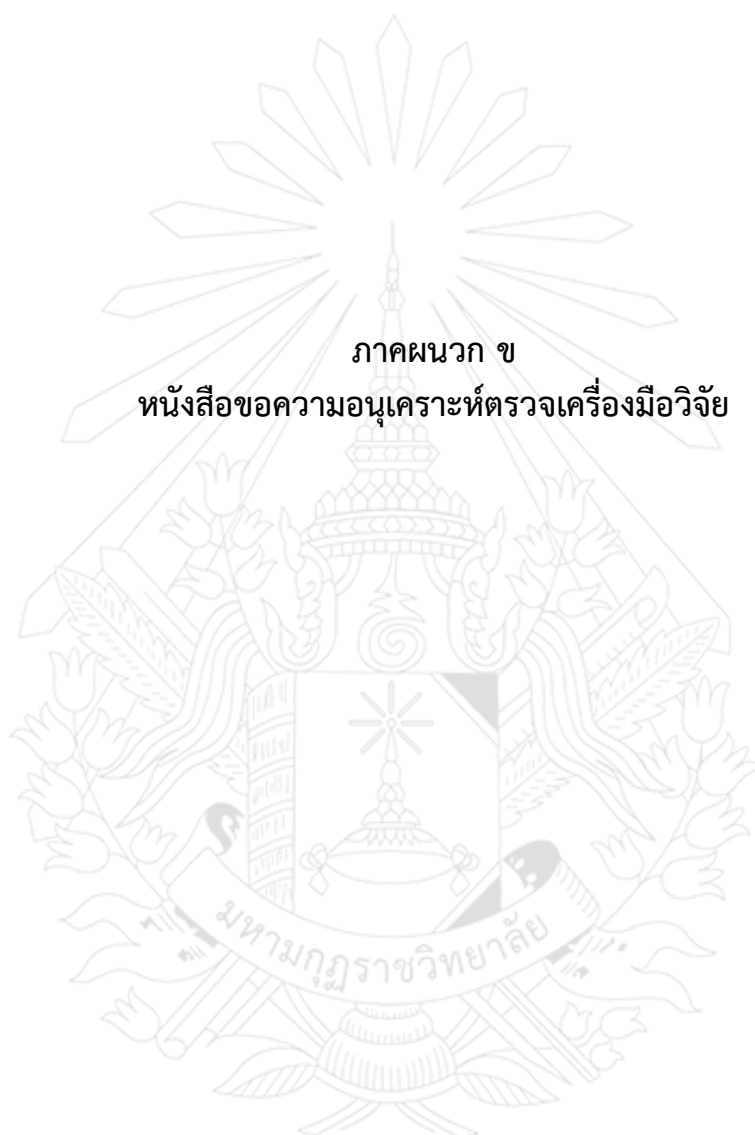 ภาคผนวก ข
หนังสือขอความอนุเคราะห์ตรวจเครื่องมือวิจัย
มหามกุฏราชวิทยาลัย